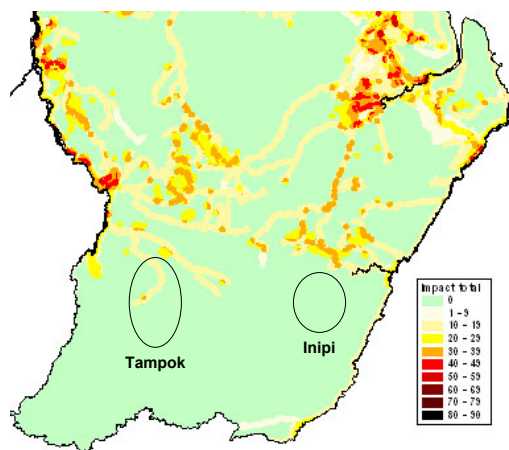 Inipi
Tampok
Impact total
0
1 - 9
10 - 19
20 - 29
30 - 39
40 - 49
50 - 59
60 - 69
70 - 79
80 - 90